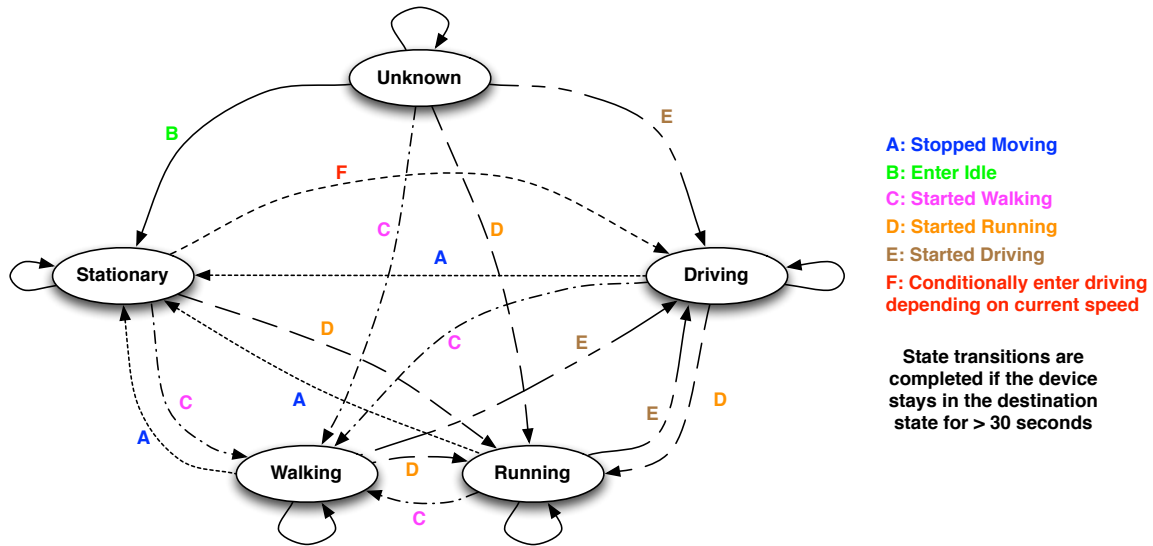 Unknown
E
B
A: Stopped Moving
B: Enter Idle
F
C: Started Walking
C
D
D: Started Running
E: Started Driving
A
Stationary
Driving
F: Conditionally enter driving
depending on current speed
D
C
E
State transitions are
completed if the device
stays in the destination
state for > 30 seconds
C
A
E
D
A
D
Walking
Running
C